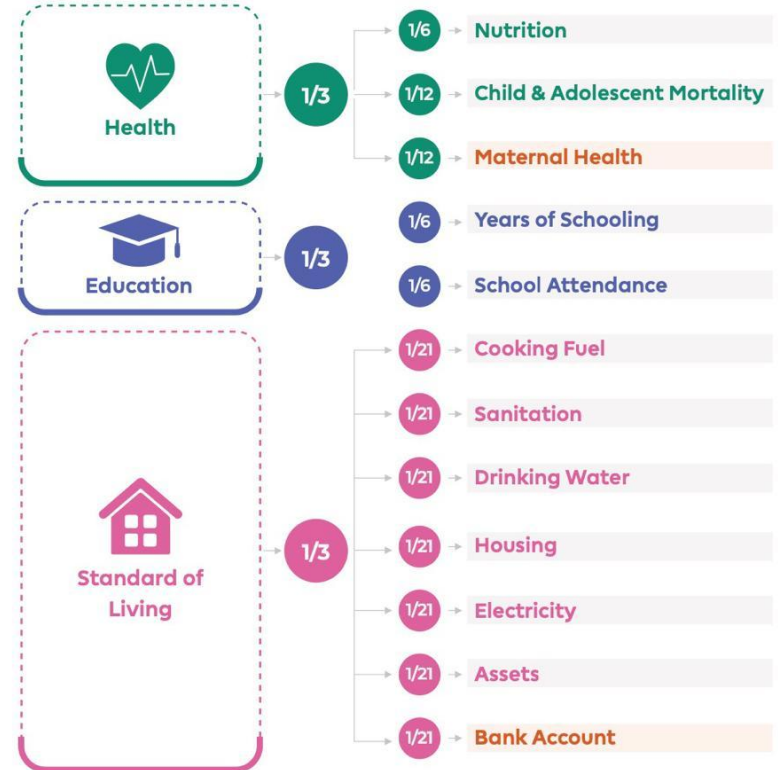 Health
1/3
1/6 Nutrition
1/12 Child & Adolescent Mortality
1/12 Maternal Health
Education
1/3
1/6 Years of Schooling
1/6 School Attendance
Standard of
Living
1/3
1/21 Cooking Fuel
1/21 Sanitation
1/21 Drinking Water
1/21 Housing
1/21 Electricity
1/21 Assets
1/21 Bank Account